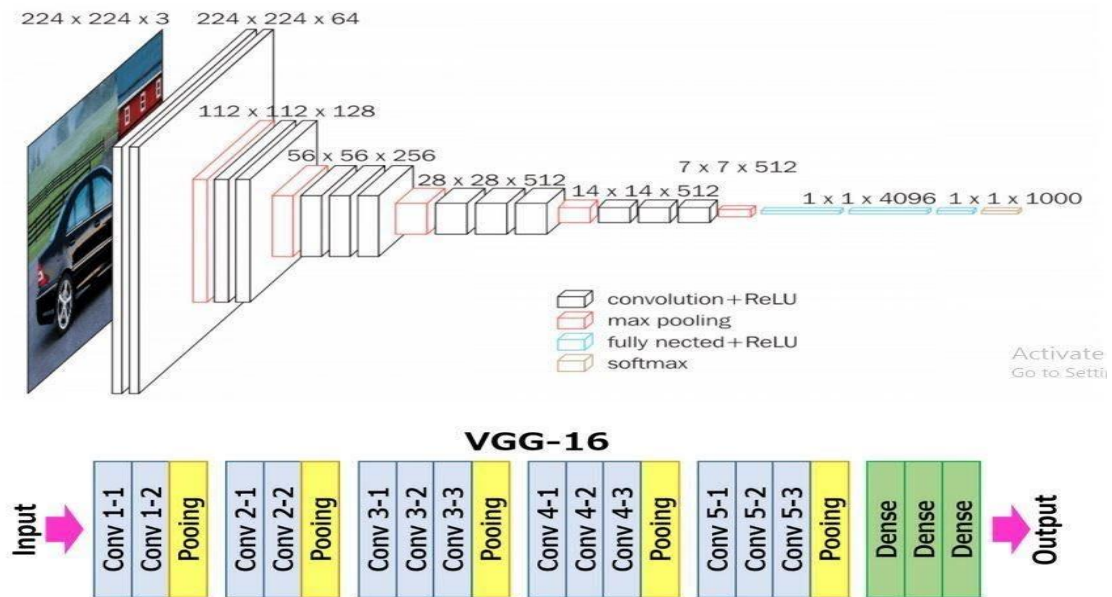 224 x 224 x 3
224 x 224 x 64
112 x 112 x 128
56 x 56 x 256
28 x 28 x 512
14 x 14 x 512
7 x 7 x 512
1 x 1 x 4096
1 x 1 x 1000
convolution+ReLU
max pooling
fully nected+ReLU
softmax
Activate
Go to Setti
VGG-16
Input
Conv 1-1
Conv 1-2
Pooing
Conv 2-1
Conv 2-2
Pooing
Conv 3-1
Conv 3-2
Conv 3-3
Pooing
Conv 4-1
Conv 4-2
Conv 4-3
Pooing
Conv 5-1
Conv 5-2
Conv 5-3
Pooing
Dense
Dense
Dense
Output